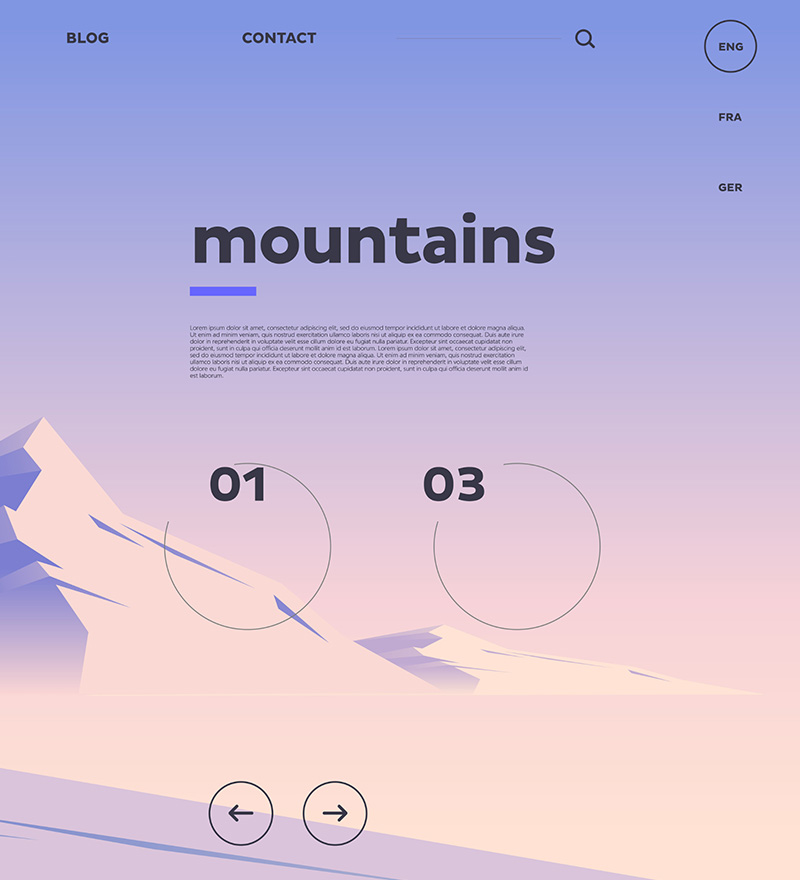 BLOG
CONTACT
ENG
FRA
GER
mountains
Lorem ipsum dolor sit amet, consectetur adipiscing elit, sed do eiusmod tempor incididunt ut labore et dolore magna aliqua.
Ut enim ad minim veniam, quis nostrud exercitation ullamco laboris nisi ut aliquip ex ea commodo consequat. Duis aute irure
dolor in reprehenderit in voluptate velit esse cillum dolore eu fugiat nulla pariatur. Excepteur sint occaecat cupidatat non
proident, sunt in culpa qui officia deserunt mollit anim id est laborum. Lorem ipsum dolor sit amet, consectetur adipiscing elit,
sed do eiusmod tempor incididunt ut labore et dolore magna aliqua. Ut enim ad minim veniam, quis nostrud exercitation
ullamco laboris nisi ut aliquip ex ea commodo consequat. Duis aute irure dolor in reprehenderit in voluptate velit esse cillum
dolore eu fugiat nulla pariatur. Excepteur sint occaecat cupidatat non proident, sunt in culpa qui officia deserunt mollit anim id
est laborum.
01
03